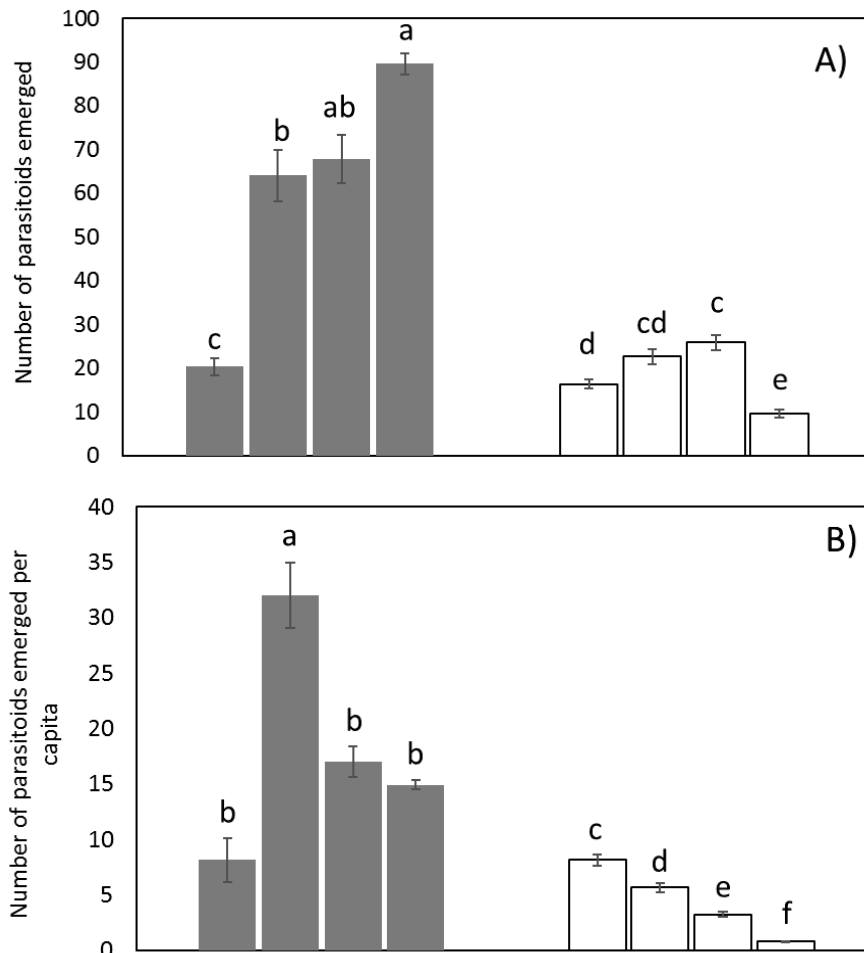 Number of parasitoids emerged
100
90
80
70
60
50
40
30
20
10
0
c
b
ab
a
d
cd
c
e
A)
Number of parasitoids emerged per
capita
40
35
30
25
20
15
10
5
0
b
a
b
b
c
d
e
f
B)